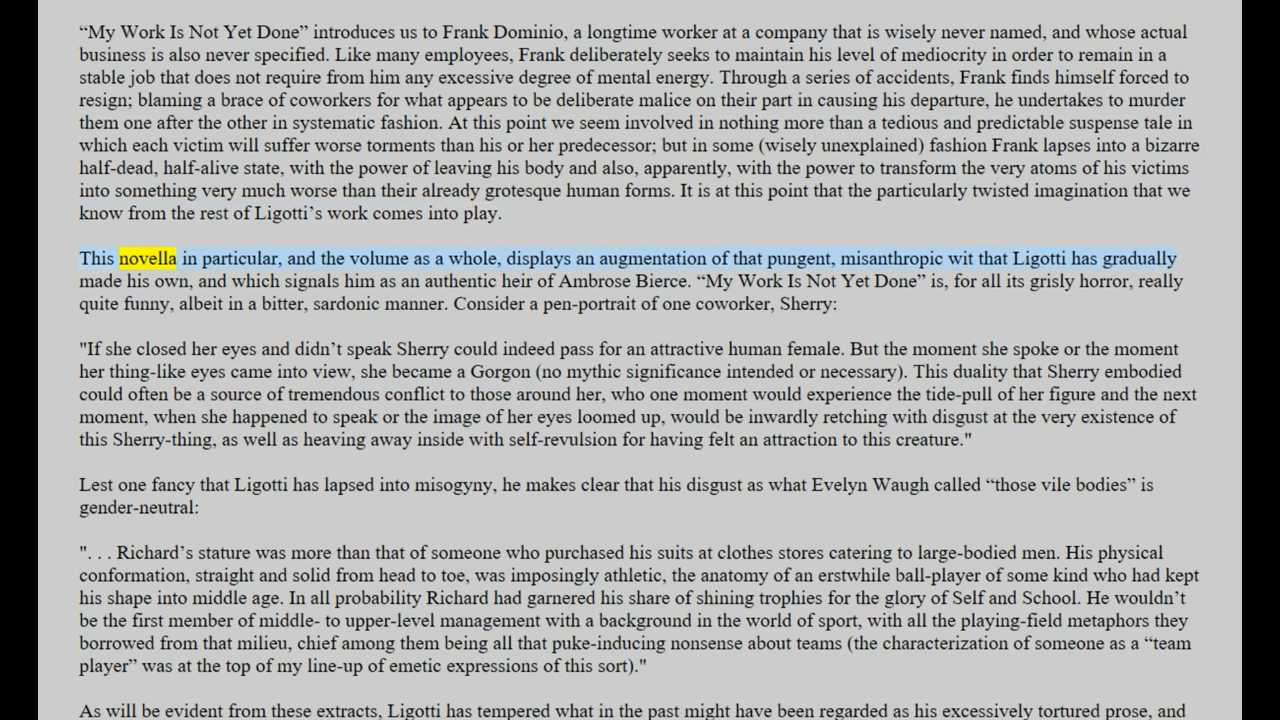 “My Work Is Not Yet Done” introduces us to Frank Dominio, a longtime worker at a company that is wisely never named, and whose actual
business is also never specified. Like many employees, Frank deliberately seeks to maintain his level of mediocrity in order to remain in a
stable job that does not require from him any excessive degree of mental energy. Through a series of accidents, Frank finds himself forced to
resign; blaming a brace of coworkers for what appears to be deliberate malice on their part in causing his departure, he undertakes to murder
them one after the other in systematic fashion. At this point we seem involved in nothing more than a tedious and predictable suspense tale in
which each victim will suffer worse torments than his or her predecessor; but in some (wisely unexplained) fashion Frank lapses into a bizarre
half-dead, half-alive state, with the power of leaving his body and also, apparently, with the power to transform the very atoms of his victims
into something very much worse than their already grotesque human forms. It is at this point that the particularly twisted imagination that we
know from the rest of Ligotti’s work comes into play.
This novella in particular, and the volume as a whole, displays an augmentation of that pungent, misanthropic wit that Ligotti has gradually
made his own, and which signals him as an authentic heir of Ambrose Bierce. “My Work Is Not Yet Done” is, for all its grisly horror, really
quite funny, albeit in a bitter, sardonic manner. Consider a pen-portrait of one coworker, Sherry:
"If she closed her eyes and didn’t speak Sherry could indeed pass for an attractive human female. But the moment she spoke or the moment
her thing-like eyes came into view, she became a Gorgon (no mythic significance intended or necessary). This duality that Sherry embodied
could often be a source of tremendous conflict to those around her, who one moment would experience the tide-pull of her figure and the next
moment, when she happened to speak or the image of her eyes loomed up, would be inwardly retching with disgust at the very existence of
this Sherry-thing, as well as heaving away inside with self-revulsion for having felt an attraction to this creature."
Lest one fancy that Ligotti has lapsed into misogyny, he makes clear that his disgust as what Evelyn Waugh called “those vile bodies” is
gender-neutral:
". . . Richard’s stature was more than that of someone who purchased his suits at clothes stores catering to large-bodied men. His physical
conformation, straight and solid from head to toe, was imposingly athletic, the anatomy of an erstwhile ball-player of some kind who had kept
his shape into middle age. In all probability Richard had garnered his share of shining trophies for the glory of Self and School. He wouldn’t
be the first member of middle- to upper-level management with a background in the world of sport, with all the playing-field metaphors they
borrowed from that milieu, chief among them being all that puke-inducing nonsense about teams (the characterization of someone as a “team
player” was at the top of my line-up of emetic expressions of this sort)."
As will be evident from these extracts, Ligotti has tempered what in the past might have been regarded as his excessively tortured prose, and